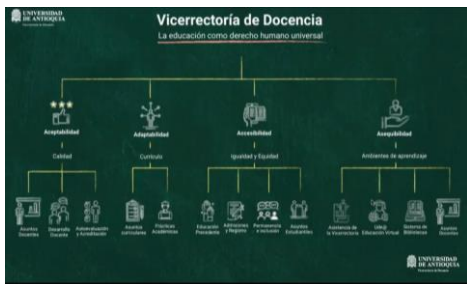 UNIVERSIDAD
DE ANTIOQUIA
Vicerrectoría de Docencia
La educación como derecho humano universal
Aceptabilidad
Adaptabilidad
Accesibilidad
Asequibilidad
Calidad
Currículo
Igualdad y Equidad
Ambientes de aprendizaje
Asuntos
Docentes
Desarrollo
Docente
Autoevaluación
y Acreditación
Asuntos
curriculares
Prácticas
Académicas
Educación
Precedente
Admisiones
y Registro
Permanencia
e Inclusión
Asuntos
Estudiantiles
Asistencia de
la Vicerrectoría
Ude@
Educación Virtual
Sistema de
Bibliotecas
Asuntos
Docentes
UNIVERSIDAD
DE ANTIOQUIA